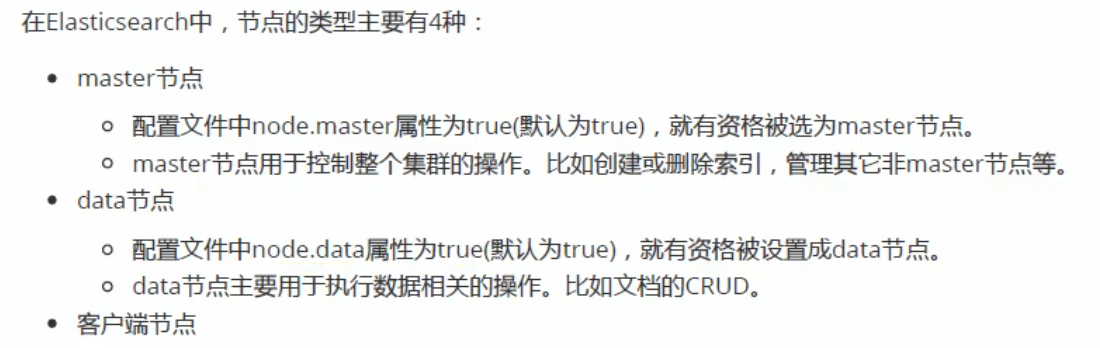 在Elasticsearch中，节点的类型主要有4种：
master节点
配置文件中node.master属性为true(默认为true)，就有资格被选为master节点。
master节点用于控制整个集群的操作。比如创建或删除索引，管理其它非master节点等。
data节点
配置文件中node.data属性为true(默认为true)，就有资格被设置成data节点。
data节点主要用于执行数据相关的操作。比如文档的CRUD。
客户端节点